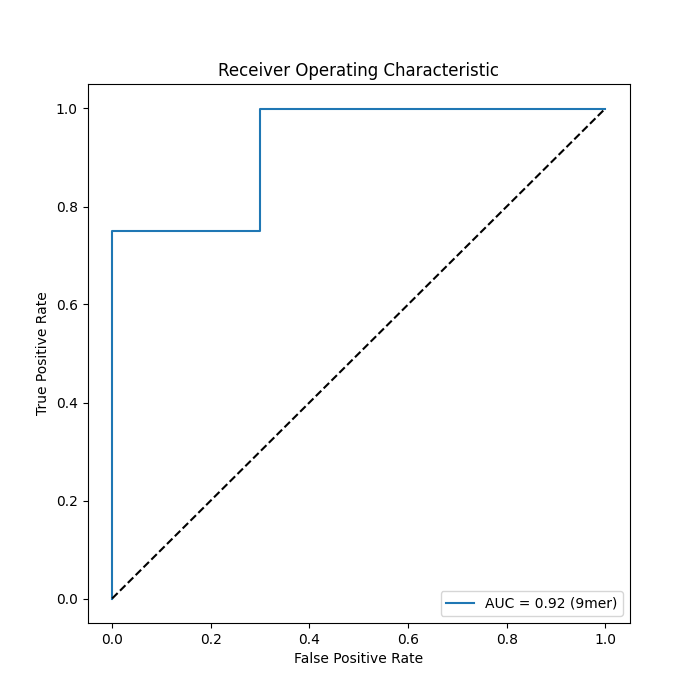 Receiver Operating Characteristic
True Positive Rate
1.0
0.8
0.6
0.4
0.2
0.0
AUC = 0.92 (9mer)
0.0 0.2 0.4 0.6 0.8 1.0
False Positive Rate